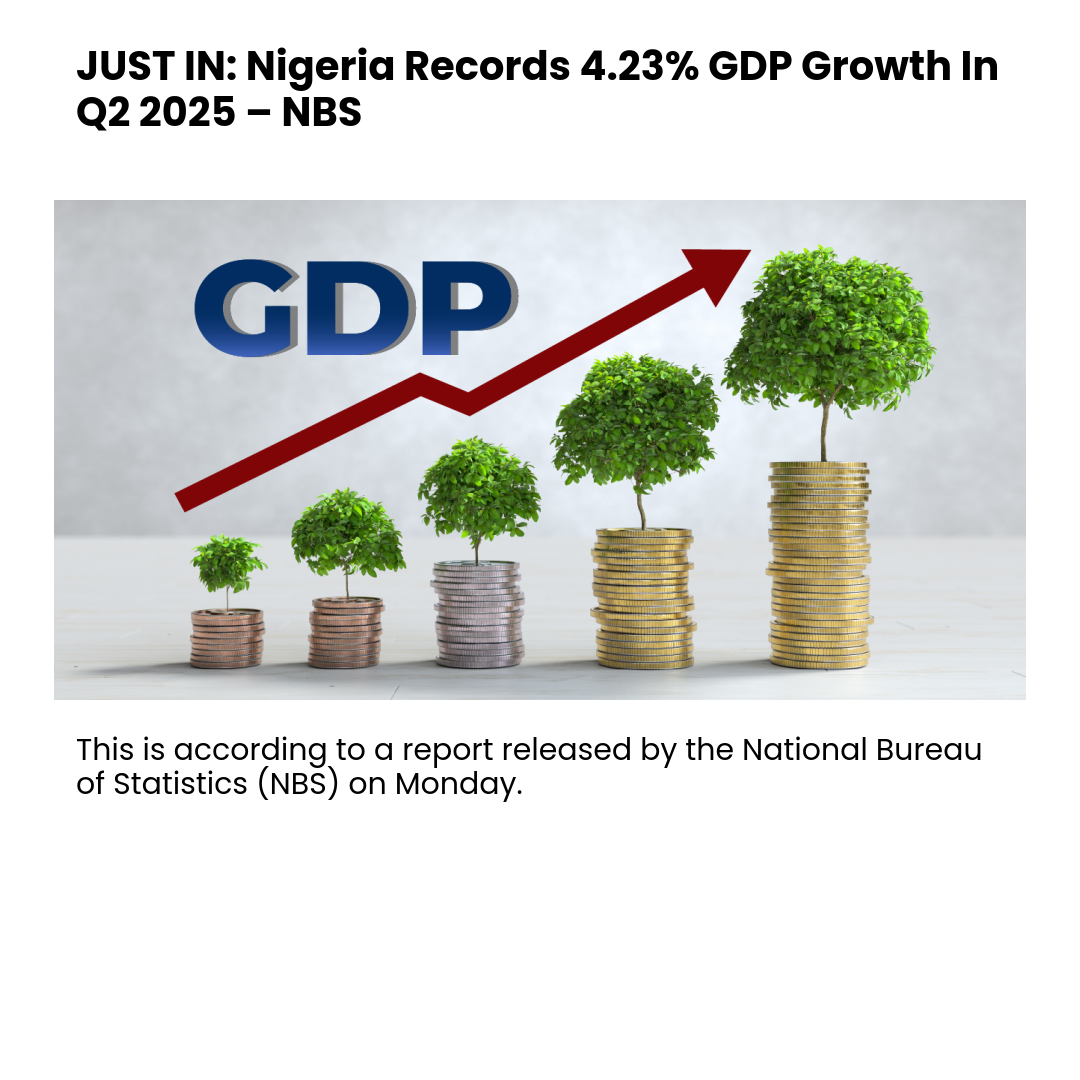 JUST IN: Nigeria Records 4.23% GDP Growth In
Q2 2025 – NBS
GDP
This is according to a report released by the National Bureau
of Statistics (NBS) on Monday.